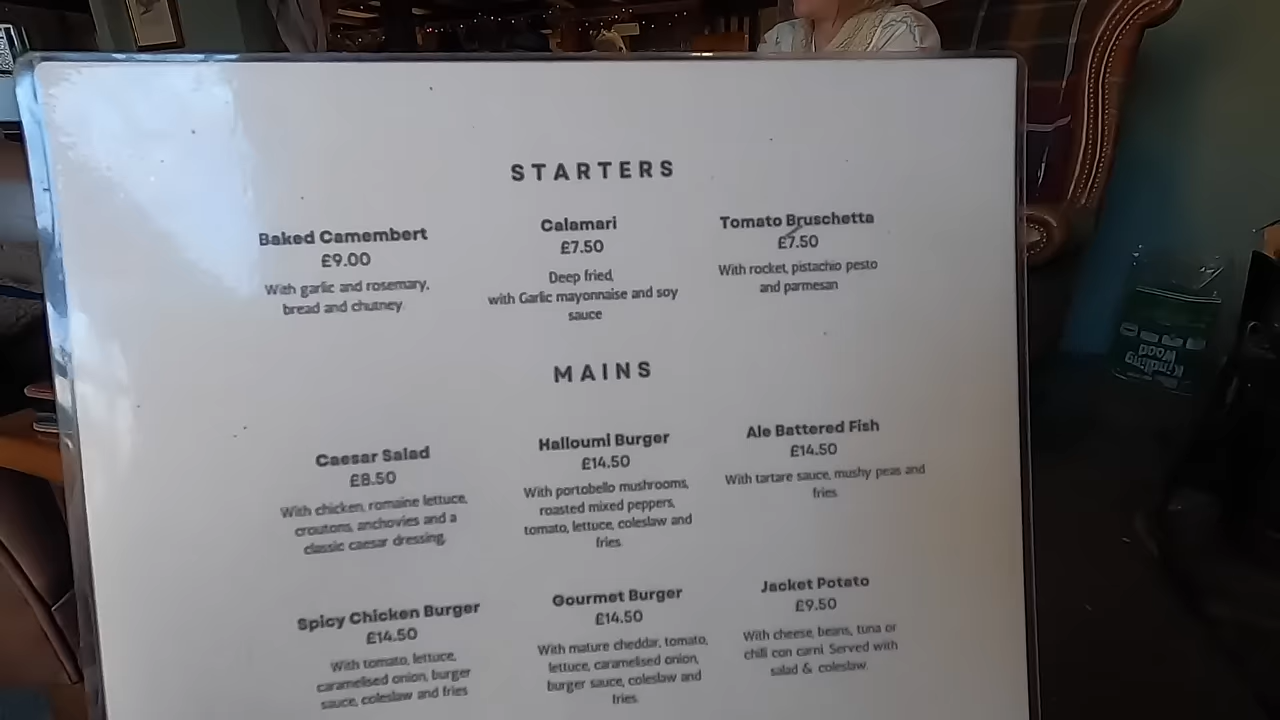 STARTERS
Baked Camembert
£9.00
With garlic and rosemary,
bread and chutney.
Calamari
£7.50
Deep fried,
with Garlic mayonnaise and soy
sauce
Tomato Bruschetta
£7.50
With rocket, pistachio pesto
and parmesan
MAINS
Caesar Salad
£8.50
With chicken, romaine lettuce,
croutons, anchovies and a
classic caesar dressing.
Halloumi Burger
£14.50
With portobello mushrooms,
roasted mixed peppers,
tomato, lettuce, coleslaw and
fries.
Ale Battered Fish
£14.50
With tartare sauce, mushy peas and
fries.
Spicy Chicken Burger
£14.50
With tomato, lettuce,
caramelised onion, burger
sauce, coleslaw and fries
Gourmet Burger
£14.50
With mature cheddar, tomato,
lettuce, caramelised onion,
burger sauce, coleslaw and
fries.
Jacket Potato
£9.50
With cheese, beans, tuna or
chili con carni. Served with
salad & coleslaw.
Kindling
Wood